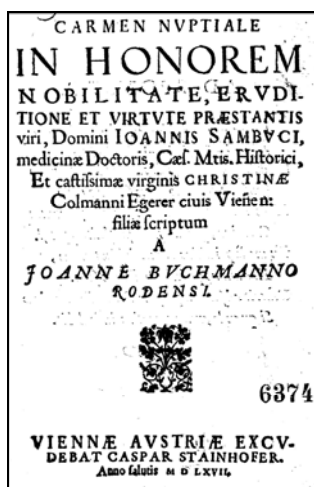 CARMEN NVPTIALE
IN HONOREM
NOBILITATE, ERVDI-
TIONE ET VIRTVTE PRÆSTANTIS
viri, Domini IOANNIS SAMBVCI,
medicinæ Doctoris, Cæſ. Mtis. Hiſtorici,
Et caſtiſsimæ virginis CHRISTINÆ
Colmanni Egerer ciuis Vieñen:
filiæ ſcriptum
A
JOANNE BVCHMANNO
RODENSI.
6374
VIENNÆ AVSTRIÆ EXCV-
DEBAT CASPAR STAINHOFER.
Anno ſalutis M D LXVII.